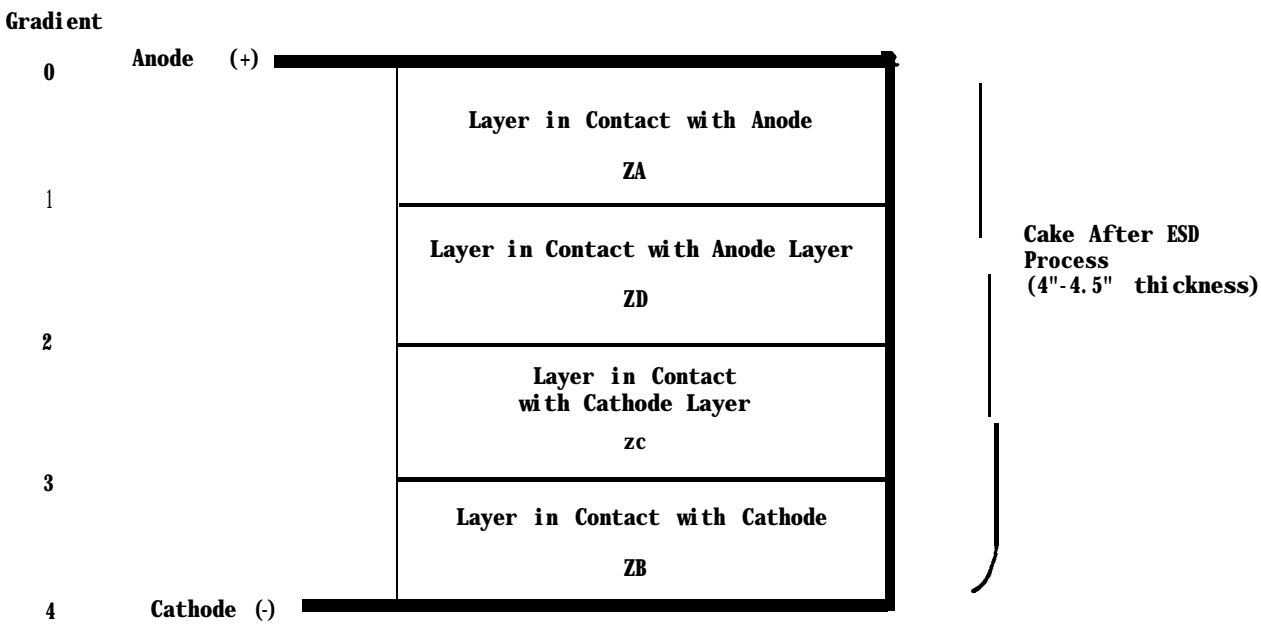 Gradient
Anode (+)
0
Layer in Contact with Anode
ZA
1
Layer in Contact with Anode Layer
ZD
Cake After ESD
Process
(4"-4.5" thickness)
2
Layer in Contact
with Cathode Layer
zc
3
Layer in Contact with Cathode
ZB
4
Cathode (-)